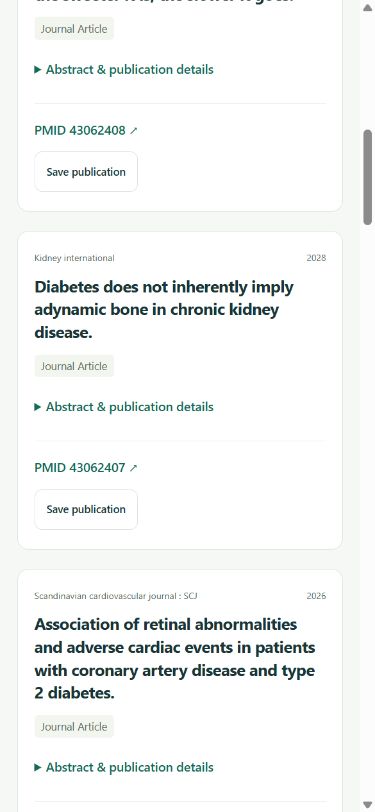 Journal Article
▶ Abstract & publication details
PMID 43062408 ↗
Save publication
Kidney international 2028
Diabetes does not inherently imply
adynamic bone in chronic kidney
disease.
Journal Article
▶ Abstract & publication details
PMID 43062407 ↗
Save publication
Scandinavian cardiovascular journal : SCJ 2026
Association of retinal abnormalities
and adverse cardiac events in patients
with coronary artery disease and type
2 diabetes.
Journal Article
▶ Abstract & publication details